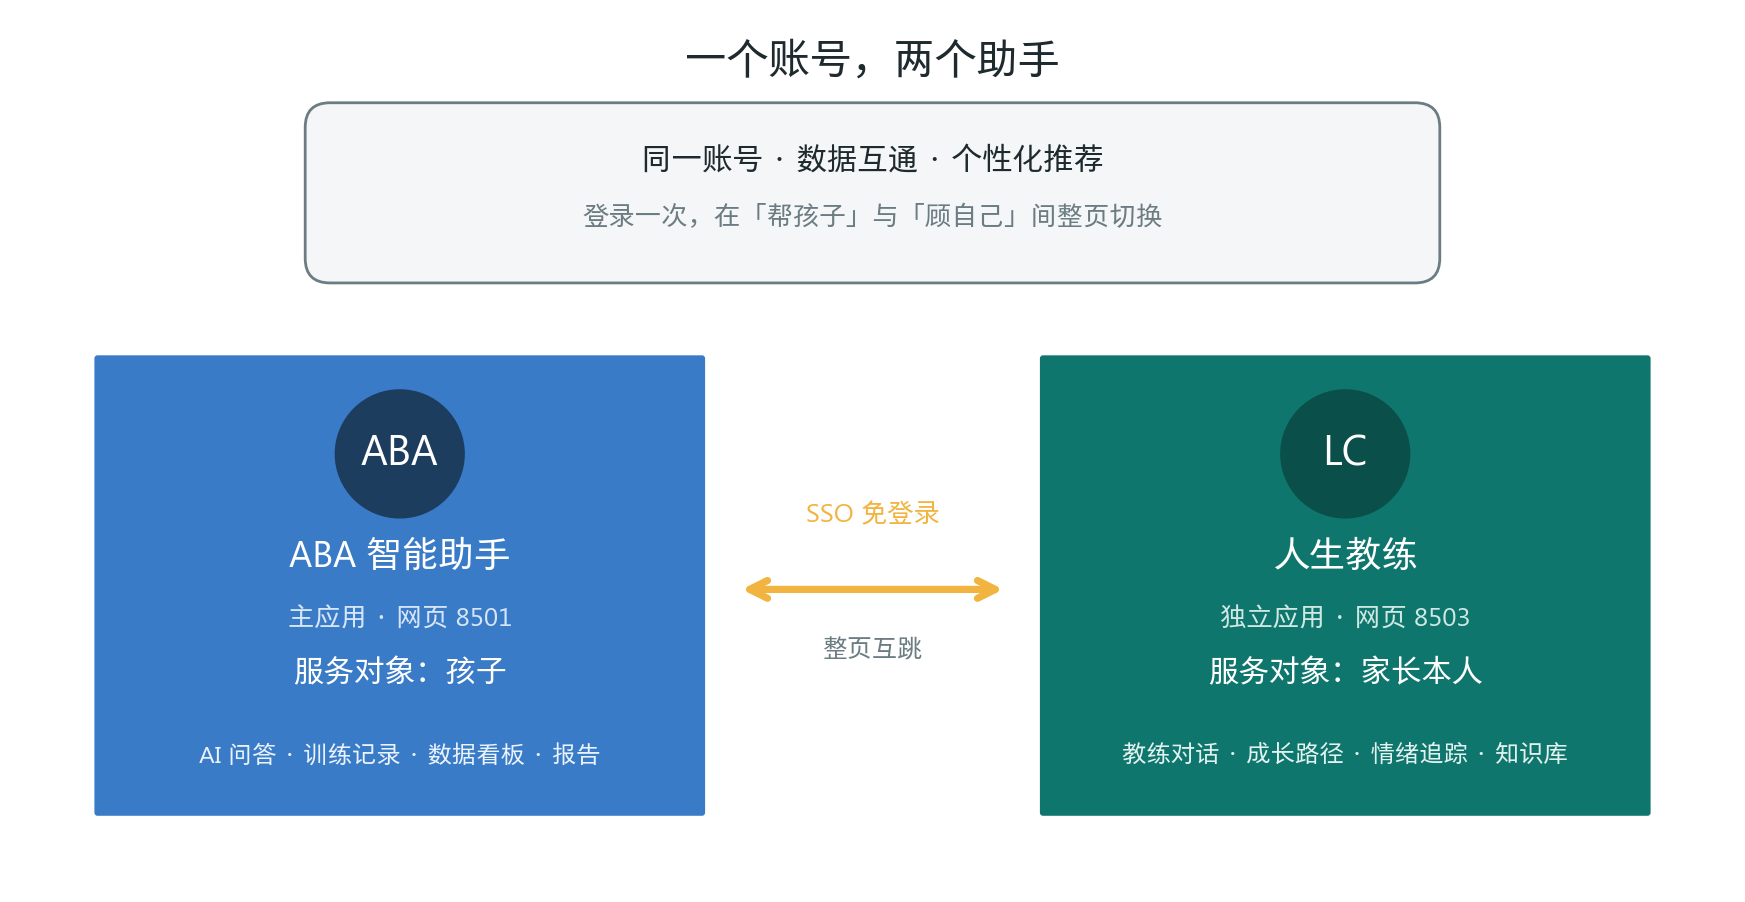 一个账号，两个助手
同一账号 · 数据互通 · 个性化推荐
登录一次，在「帮孩子」与「顾自己」间整页切换
ABA
ABA 智能助手
主应用 · 网页 8501
服务对象：孩子
AI 问答 · 训练记录 · 数据看板 · 报告
SSO 免登录
整页互跳
LC
人生教练
独立应用 · 网页 8503
服务对象：家长本人
教练对话 · 成长路径 · 情绪追踪 · 知识库